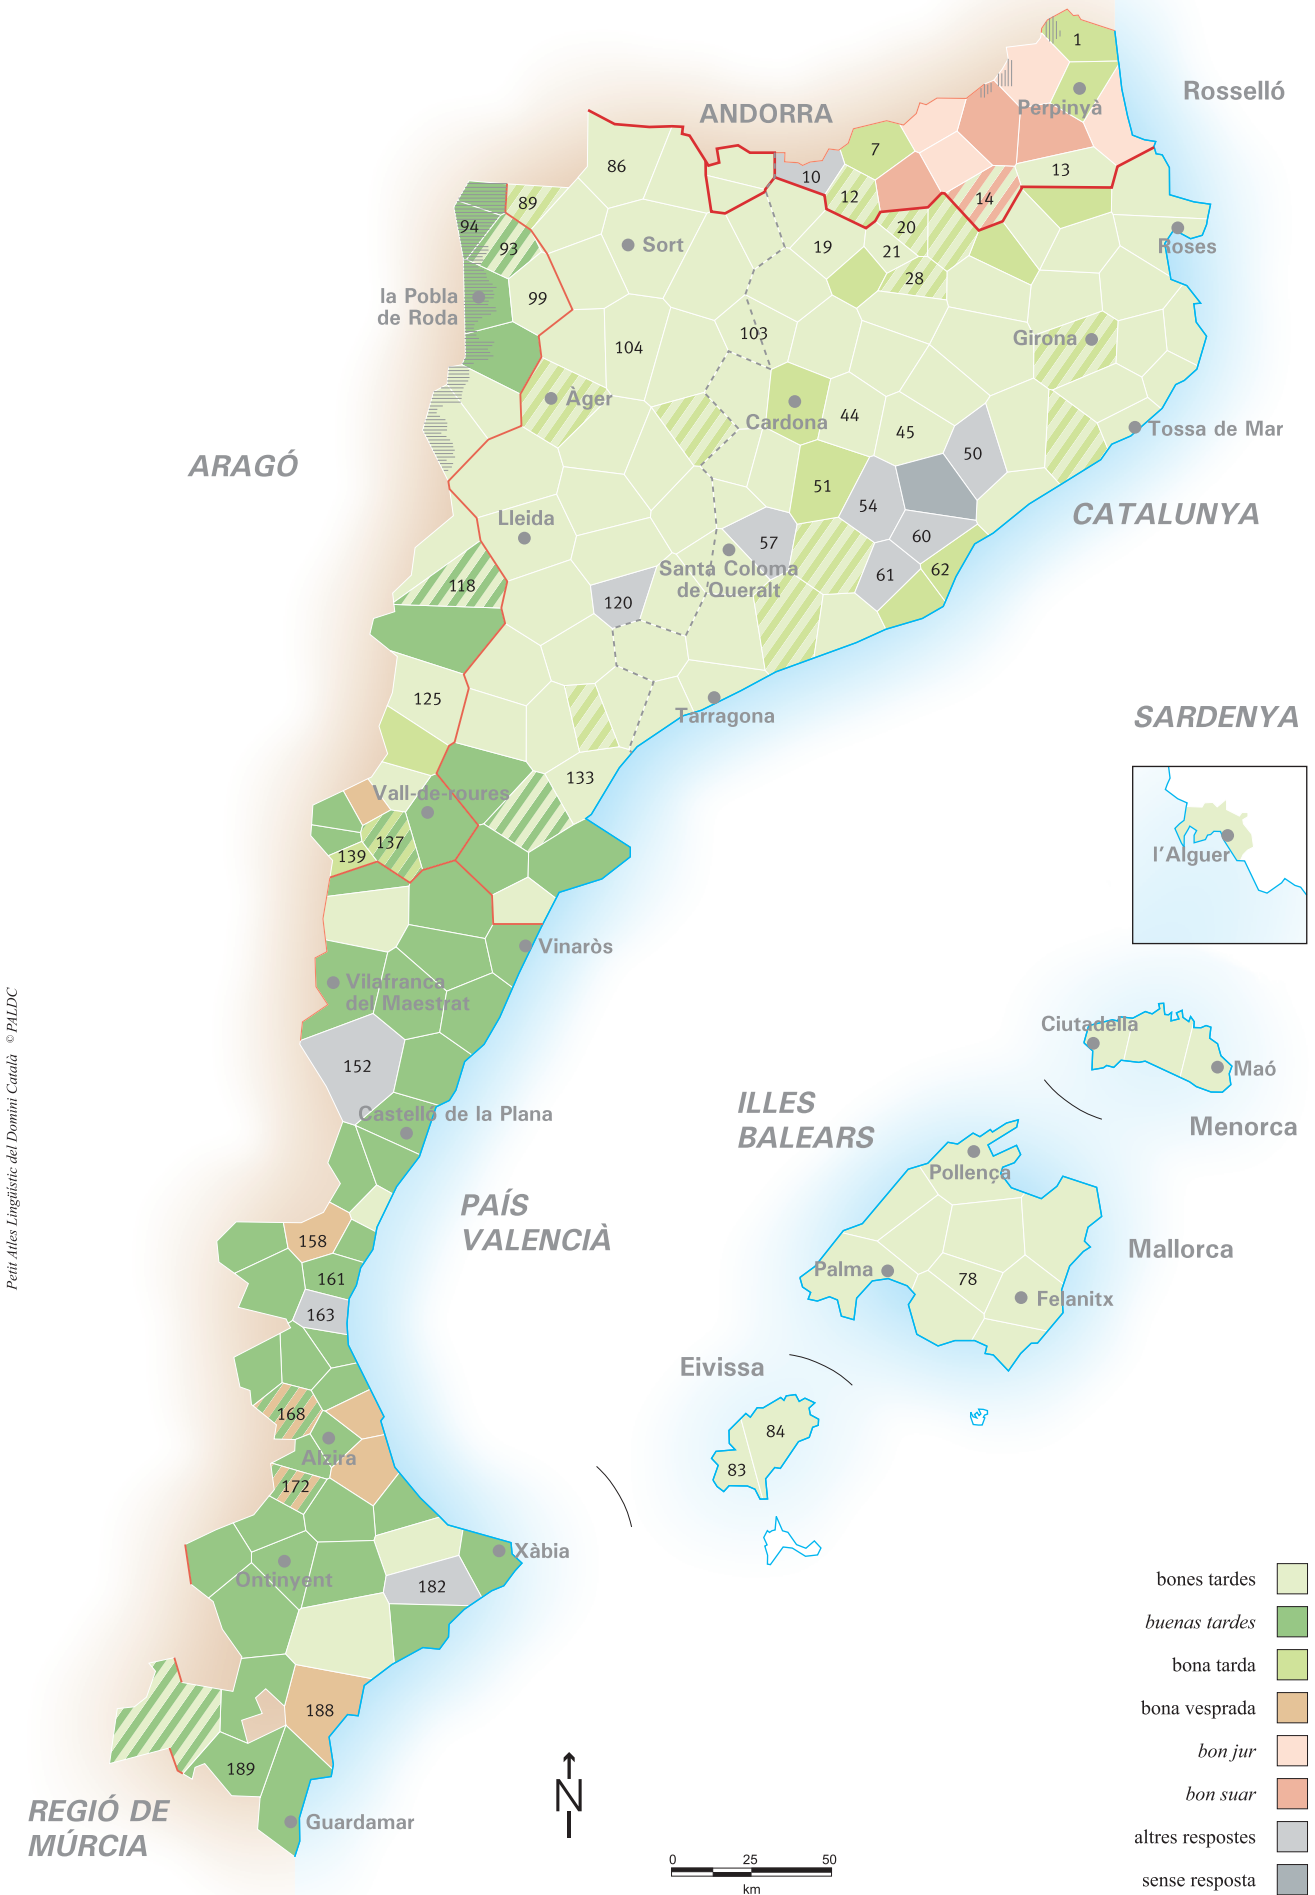 1
Rosselló
Perpinyà
ANDORRA
7
86
10
13
12
14
89
94
20
Roses
93
Sort
19
21
28
la Pobla
de Roda
99
103
Girona
104
Àger
Cardona
44
45
Tossa de Mar
ARAGÓ
50
51
54
CATALUNYA
Lleida
57
60
Santa Coloma
de Queralt
61
62
118
120
125
Tarragona
SARDENYA
133
Vall-de-roures
137
139
l'Alguer
Vinaròs
Vilafranca
del Maestrat
Ciutadella
152
Maó
Castelló de la Plana
ILLES
BALEARS
Menorca
Pollença
PAÍS
VALENCIÀ
158
Mallorca
Palma
161
78
Felanitx
163
Eivissa
168
84
Alzira
83
172
Xàbia
Ontinyent
182
188
189
Guardamar
REGIÓ DE
MÚRCIA
N
0 25 50
km
bones tardes
buenas tardes
bona tarda
bona vesprada
bon jur
bon suar
altres respostes
sense resposta
Petit Atles Lingüístic del Domini Català © PALDC